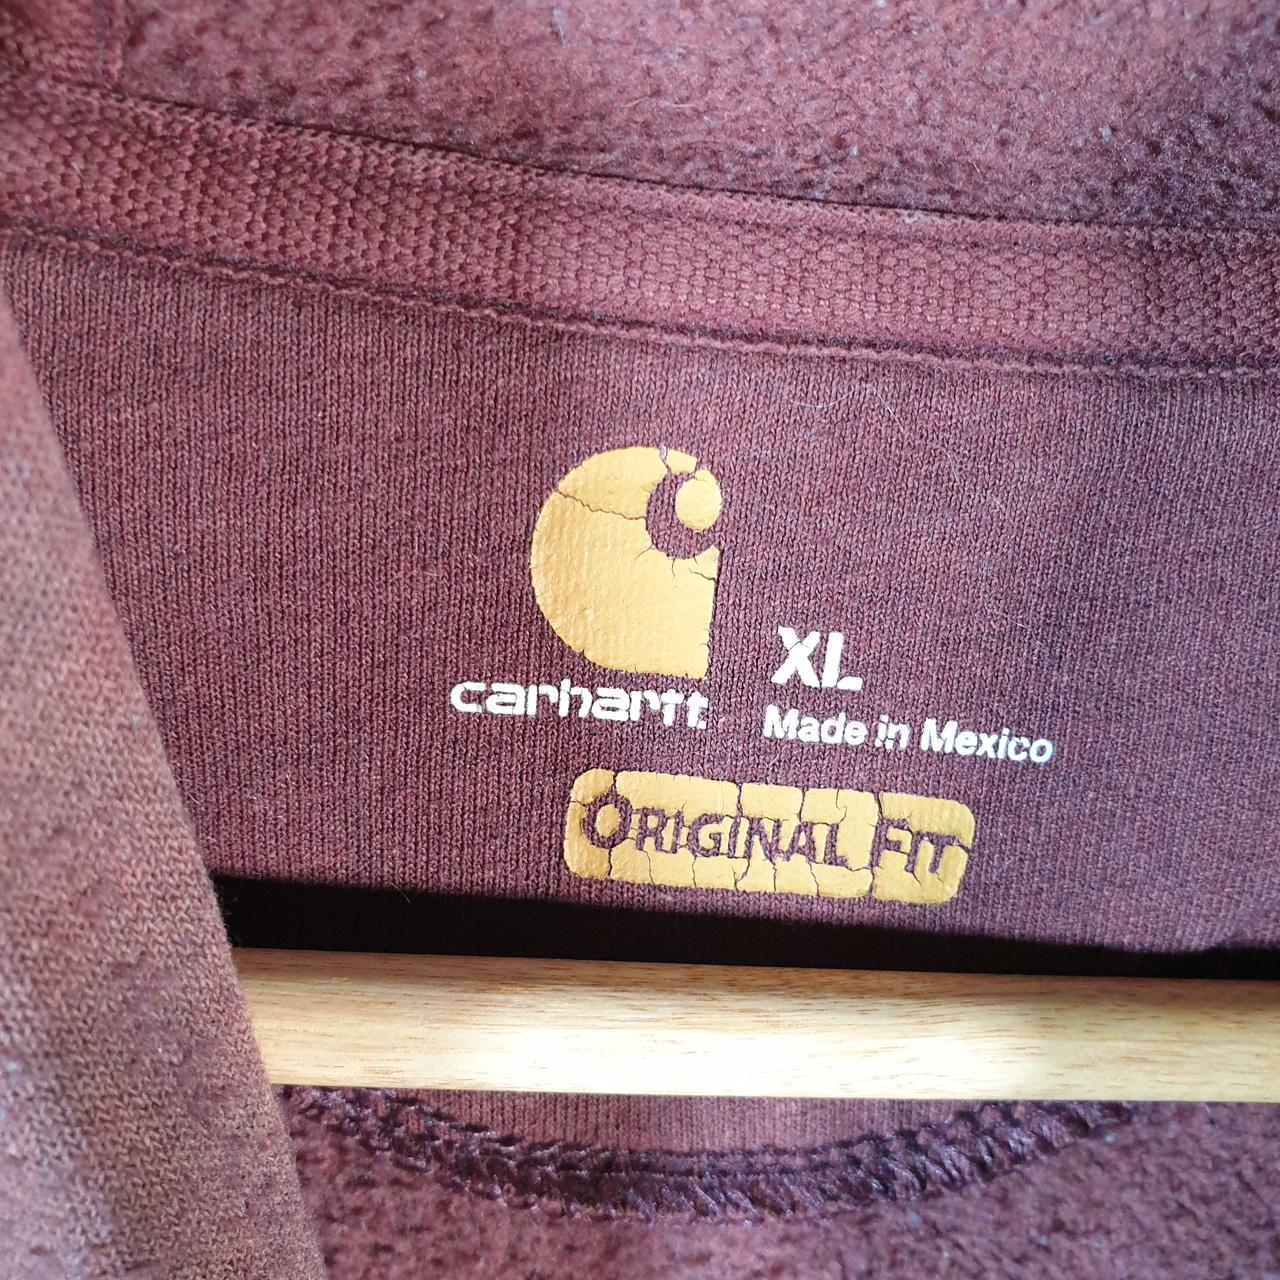 carhartt
XL
Made in Mexico
ORIGINAL FIT